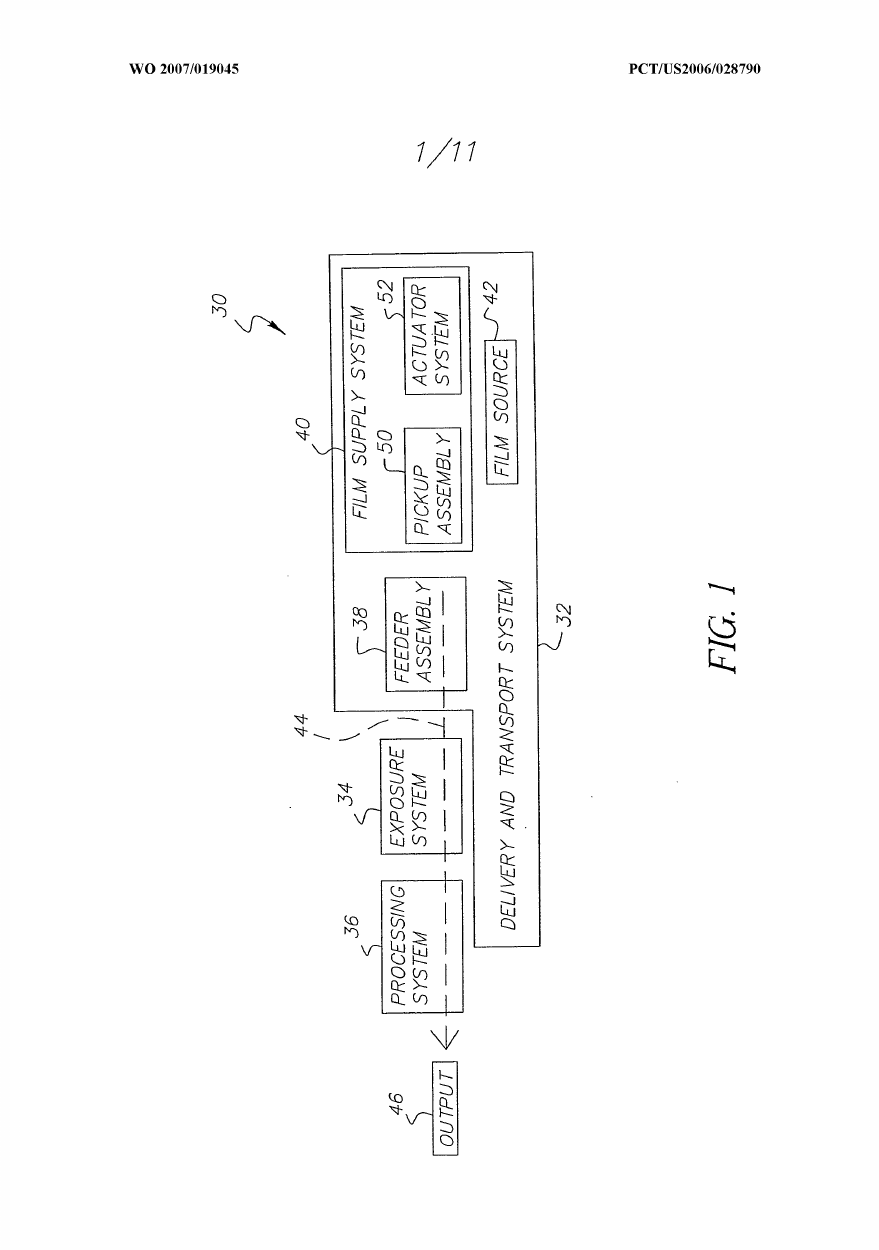 WO 2007/019045
PCT/US2006/028790
1/11
30
40
FILM SUPPLY SYSTEM
50
PICKUP
ASSEMBLY
52
ACTUATOR
SYSTEM
42
FILM SOURCE
38
FEEDER
ASSEMBLY
44
34
EXPOSURE
SYSTEM
36
PROCESSING
SYSTEM
46
OUTPUT
DELIVERY AND TRANSPORT SYSTEM
32
FIG. 1